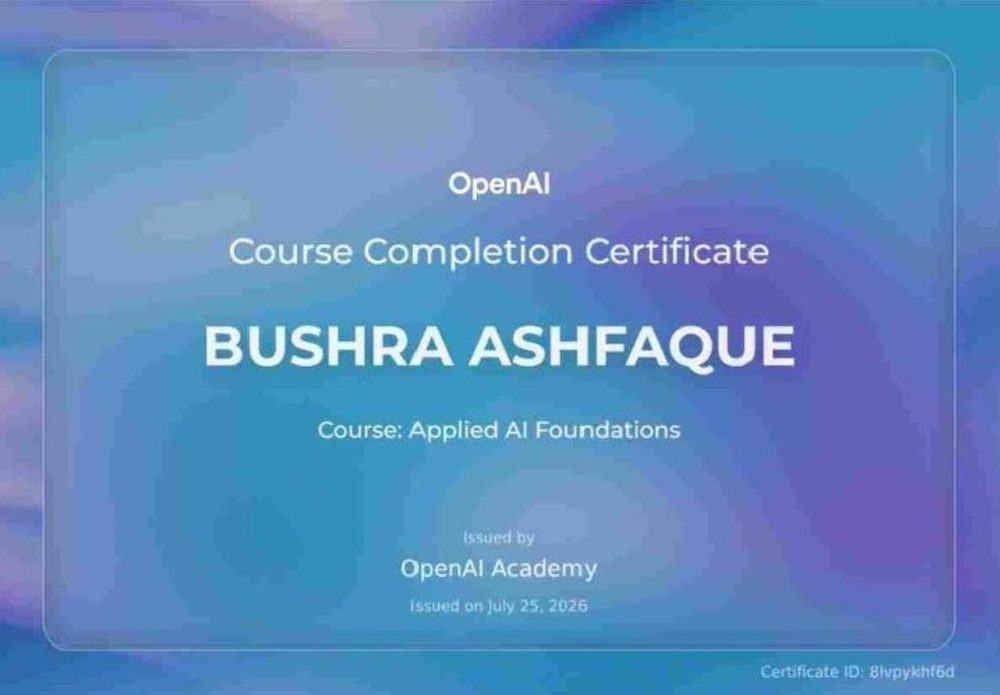 OpenAI
Course Completion Certificate
BUSHRA ASHFAQUE
Course: Applied AI Foundations
Issued by
OpenAI Academy
Issued on July 25, 2026
Certificate ID: 8lvpykhf6d